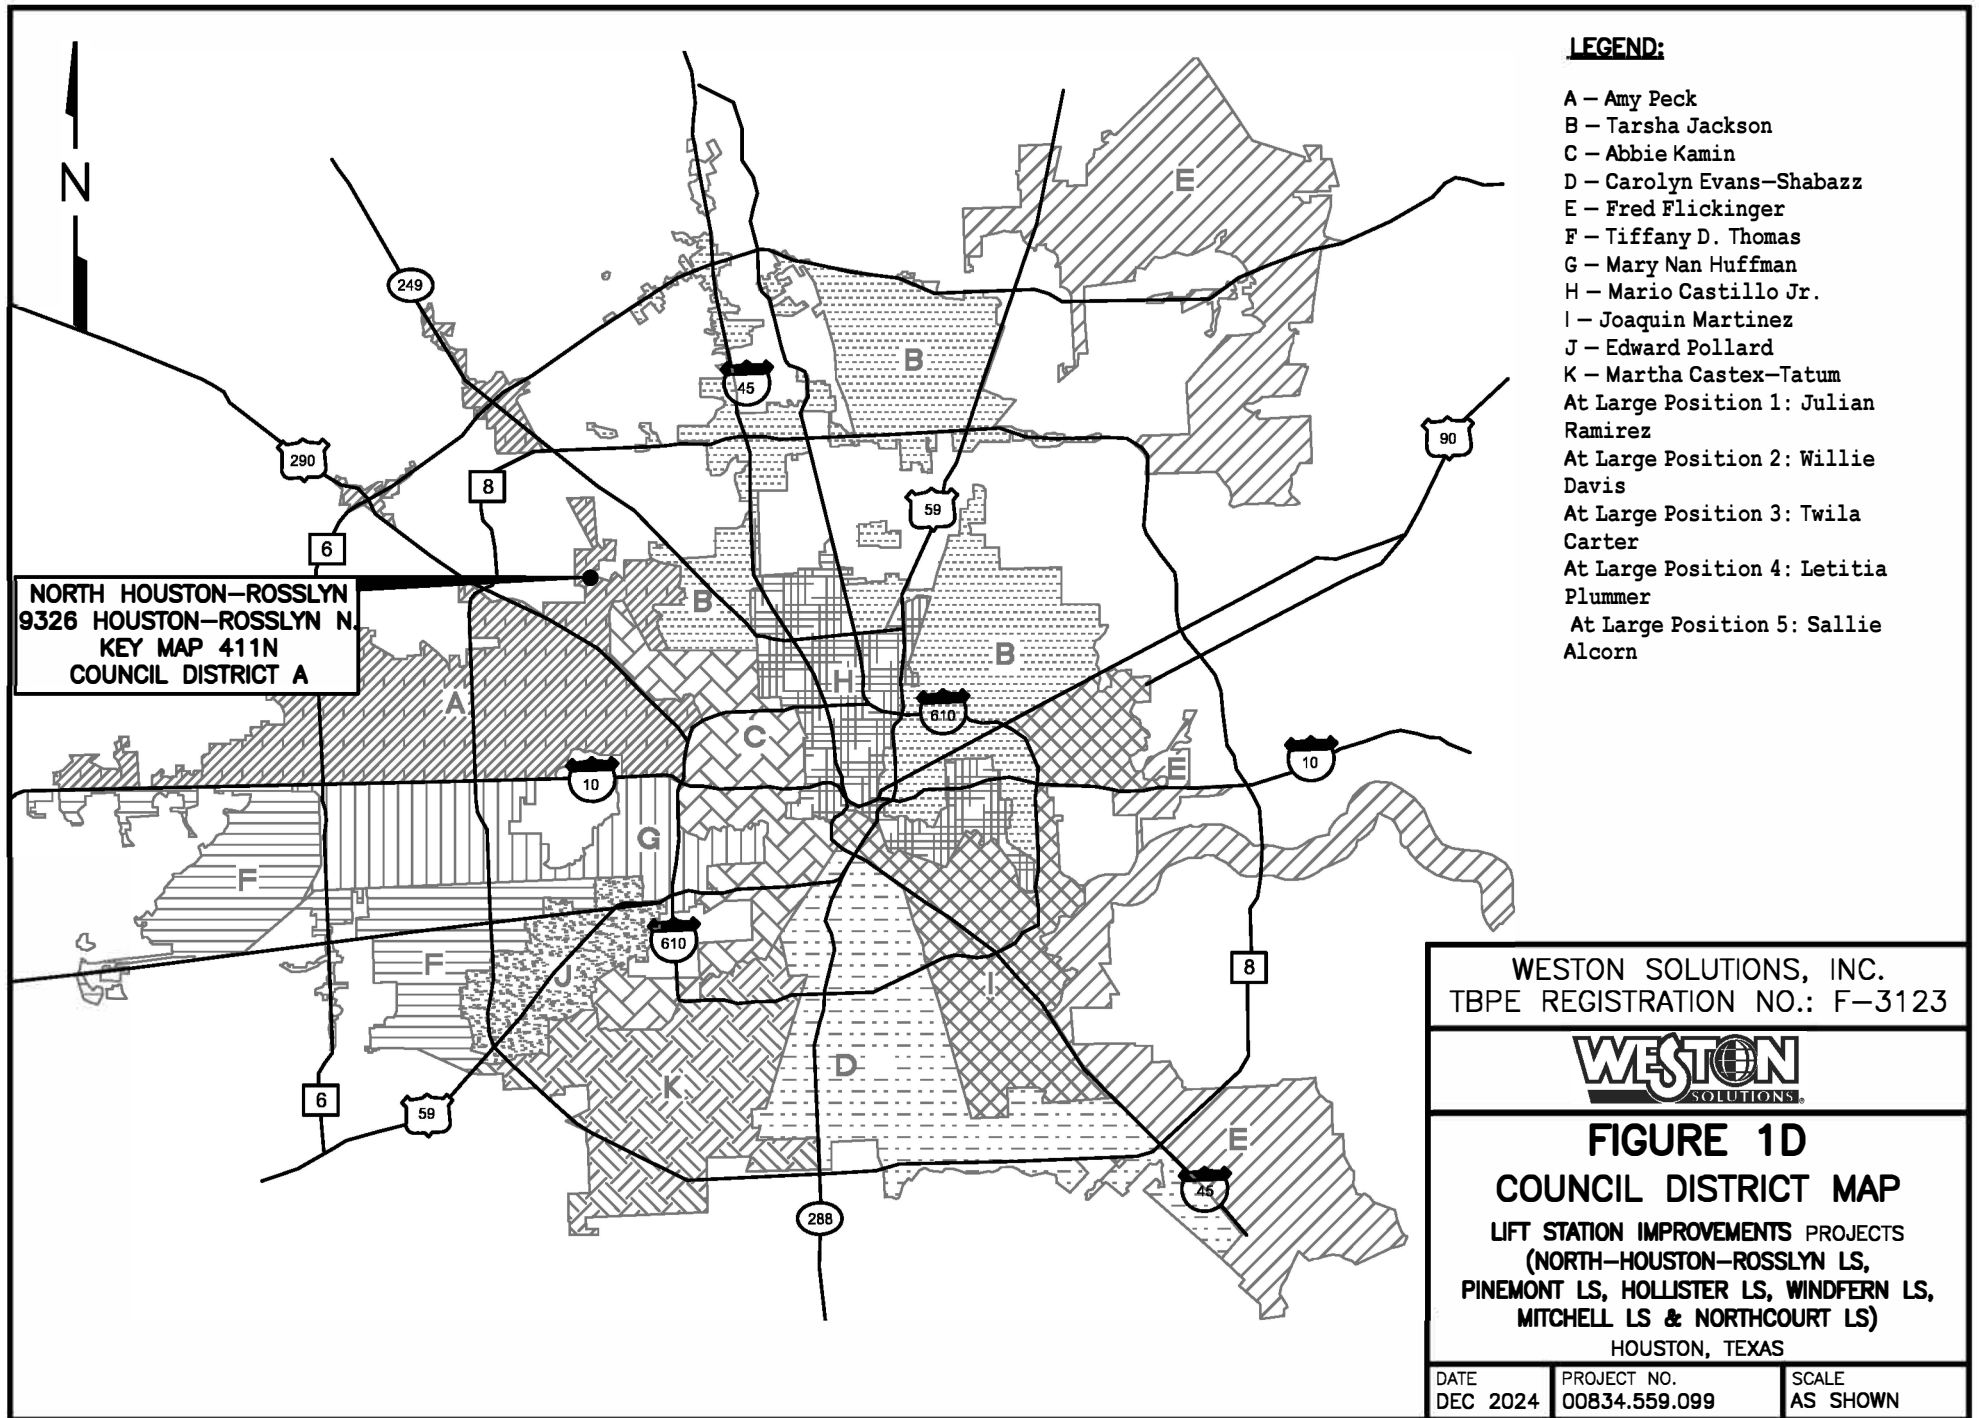 LEGEND:
A – Amy Peck
B – Tarsha Jackson
C – Abbie Kamin
D – Carolyn Evans–Shabazz
E – Fred Flickinger
F – Tiffany D. Thomas
G – Mary Nan Huffman
H – Mario Castillo Jr.
I – Joaquin Martinez
J – Edward Pollard
K – Martha Castex–Tatum
At Large Position 1: Julian
Ramirez
At Large Position 2: Willie
Davis
At Large Position 3: Twila
Carter
At Large Position 4: Letitia
Plummer
At Large Position 5: Sallie
Alcorn
N
E
249
B
45
90
290
8
59
6
NORTH HOUSTON–ROSSLYN
9326 HOUSTON–ROSSLYN N.
KEY MAP 411N
COUNCIL DISTRICT A
B
B
H
A
610
C
E
10
10
G
F
610
F
J
I
8
D
K
6
59
E
45
288
WESTON SOLUTIONS, INC.
TBPE REGISTRATION NO.: F–3123
WESTON
SOLUTIONS®
FIGURE 1D
COUNCIL DISTRICT MAP
LIFT STATION IMPROVEMENTS PROJECTS
(NORTH–HOUSTON–ROSSLYN LS,
PINEMONT LS, HOLLISTER LS, WINDFERN LS,
MITCHELL LS & NORTHCOURT LS)
HOUSTON, TEXAS
DATE
DEC 2024
PROJECT NO.
00834.559.099
SCALE
AS SHOWN